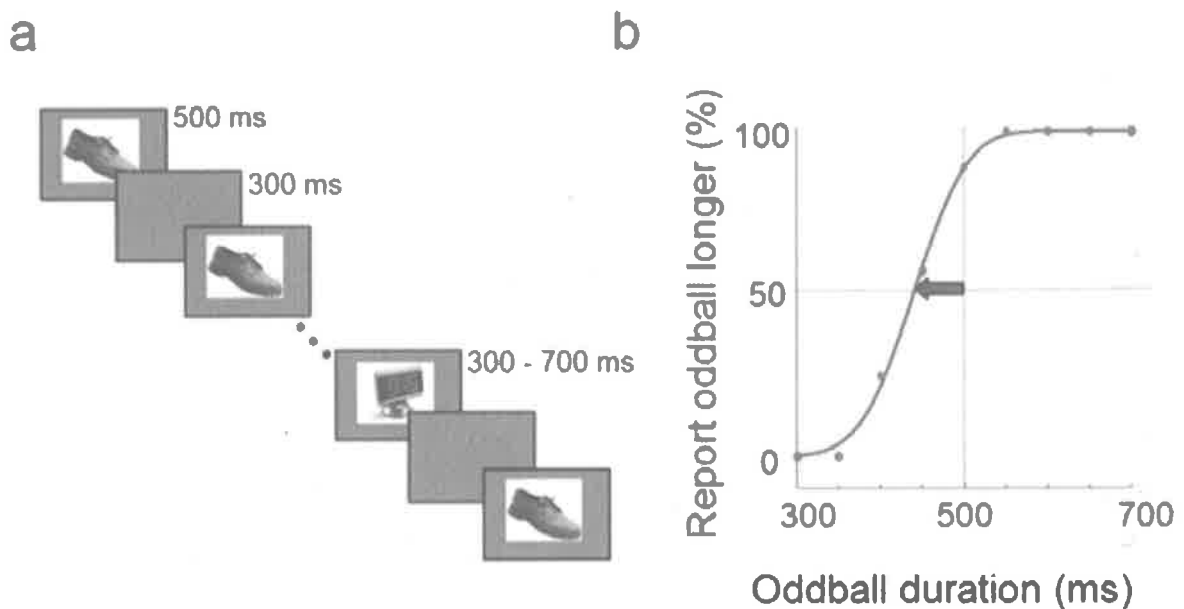 a
500 ms
300 ms
300 - 700 ms
b
Report oddball longer (%)
100
50
0
300
500
700
Oddball duration (ms)